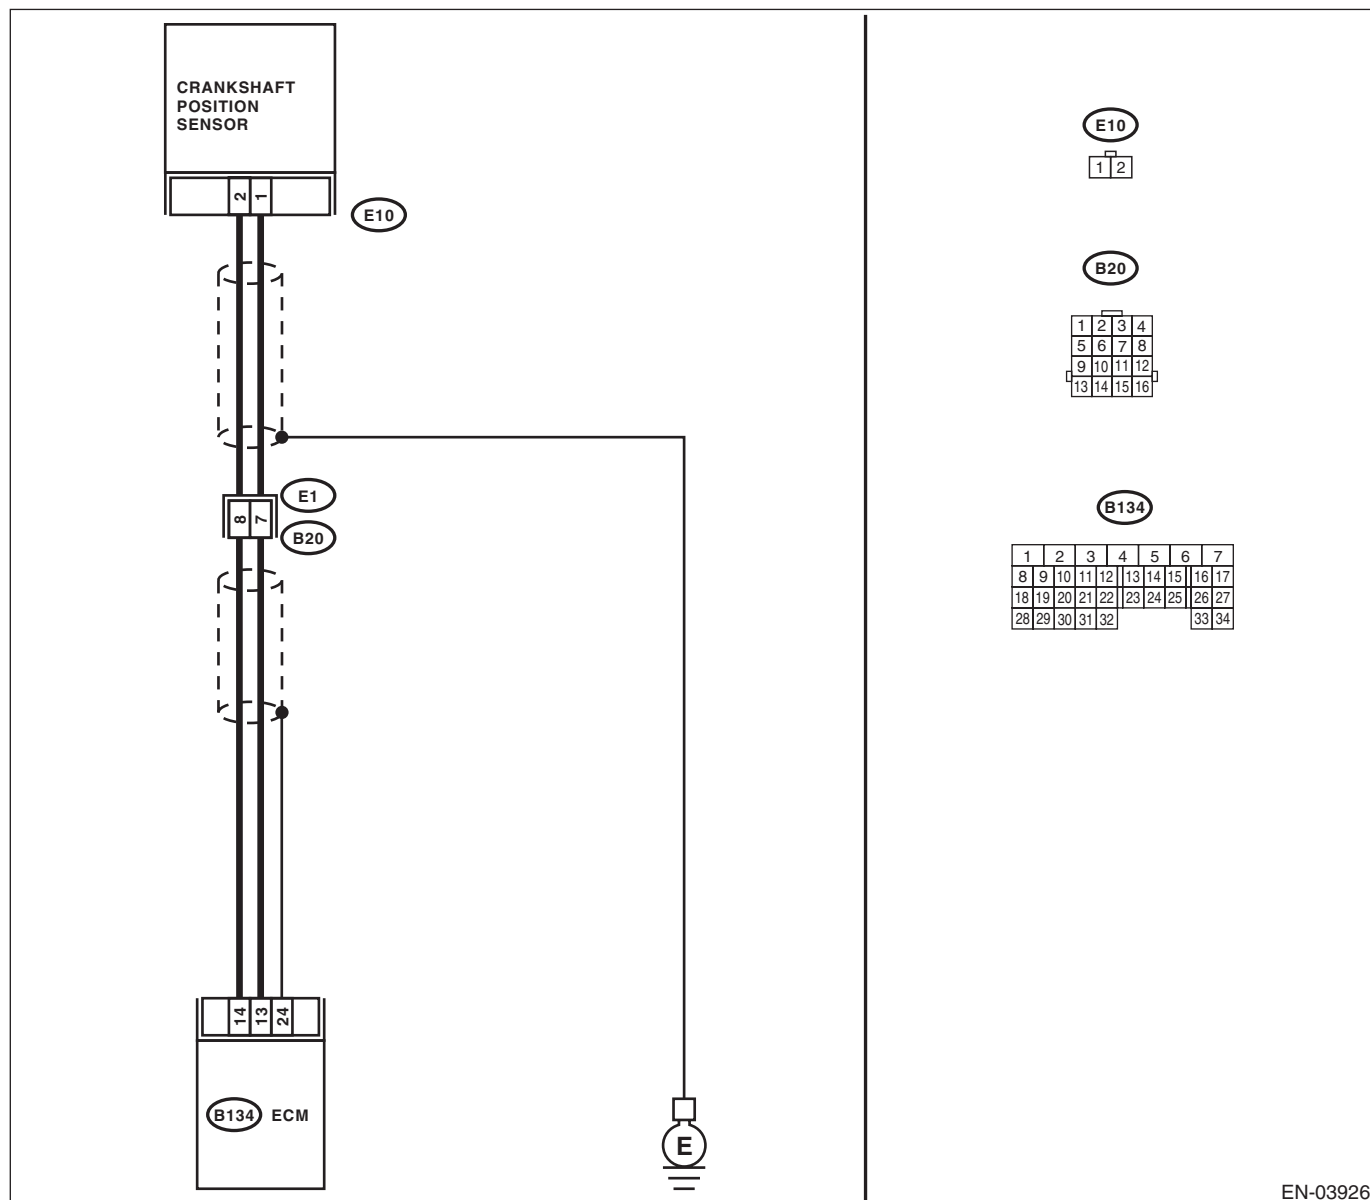 CRANKSHAFT
POSITION
SENSOR
2 1
E10
E1
8 7
B20
14 13 24
B134 ECM
E
E10
1 2
B20
1 2 3 4
5 6 7 8
9 10 11 12
13 14 15 16
B134
1 2 3 4 5 6 7
8 9 10 11 12 13 14 15 16 17
18 19 20 21 22 23 24 25 26 27
28 29 30 31 32 33 34
EN-03926